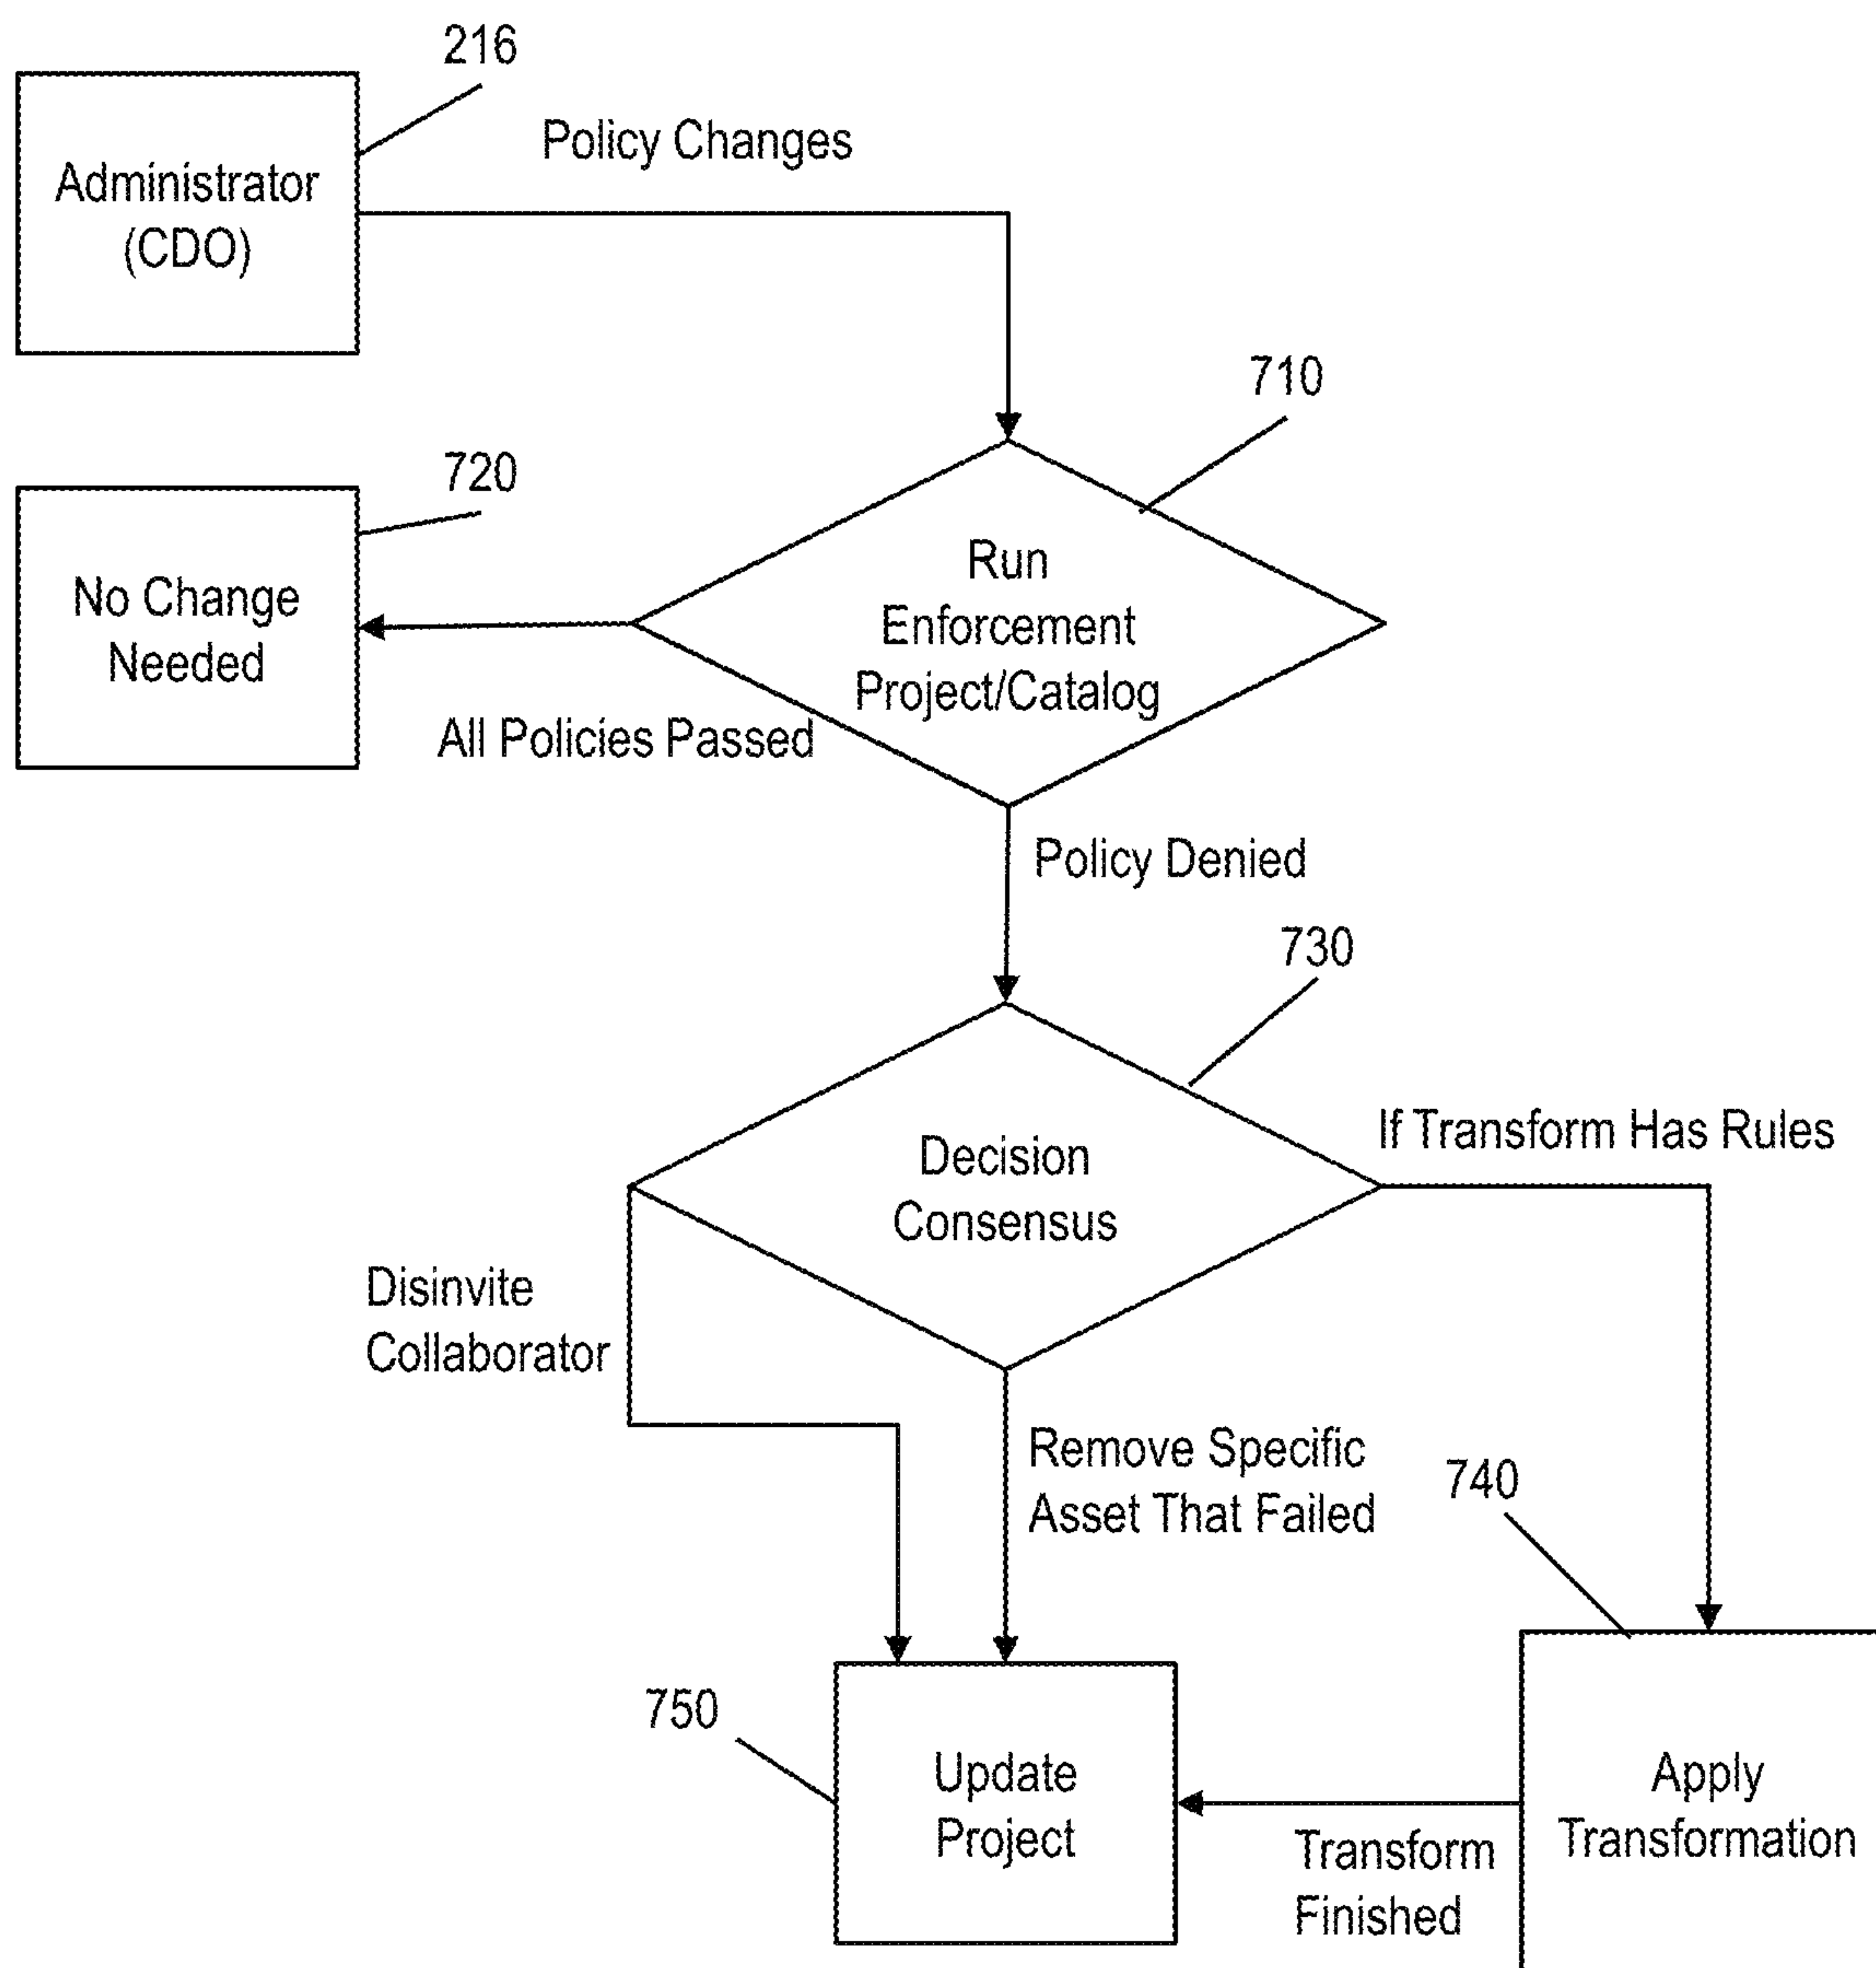 216
Policy Changes
Administrator
(CDO)
710
720
Run
Enforcement
Project/Catalog
No Change
Needed
All Policies Passed
Policy Denied
730
If Transform Has Rules
Decision
Consensus
Disinvite
Collaborator
Remove Specific
Asset That Failed
740
750
Update
Project
Apply
Transformation
Transform
Finished